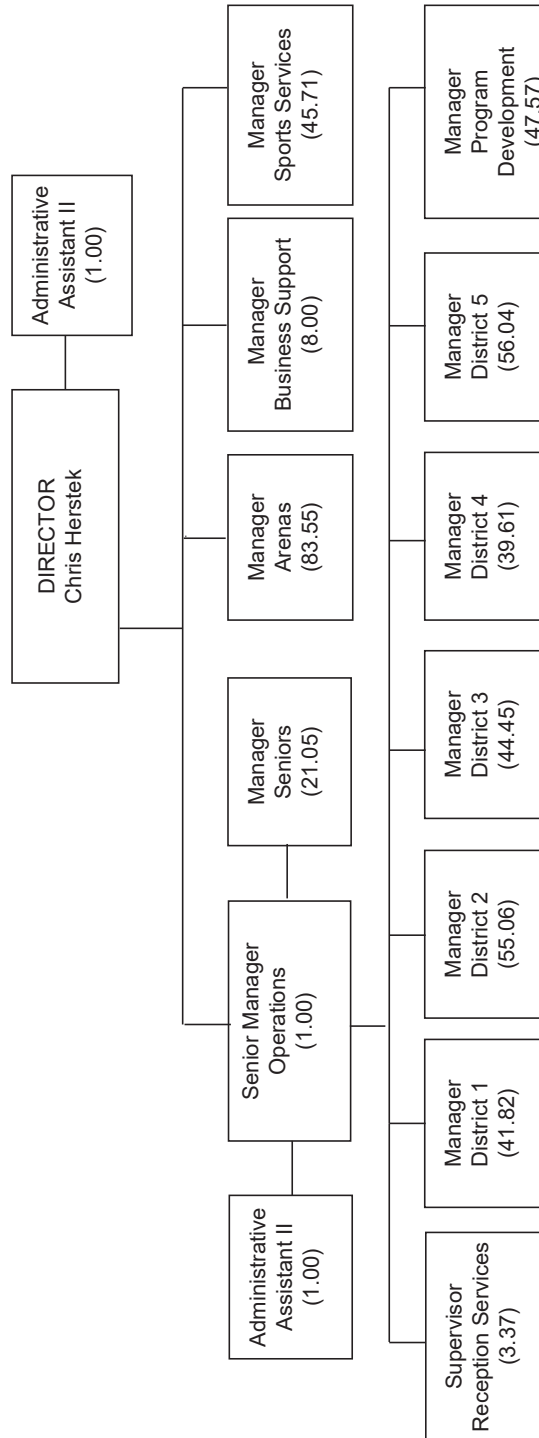 DIRECTOR
Chris Herstek
Administrative
Assistant II
(1.00)
Administrative
Assistant II
(1.00)
Senior Manager
Operations
(1.00)
Manager
Seniors
(21.05)
Manager
Arenas
(83.55)
Manager
Business Support
(8.00)
Manager
Sports Services
(45.71)
Supervisor
Reception Services
(3.37)
Manager
District 1
(41.82)
Manager
District 2
(55.06)
Manager
District 3
(44.45)
Manager
District 4
(39.61)
Manager
District 5
(56.04)
Manager
Program
Development
(47.57)